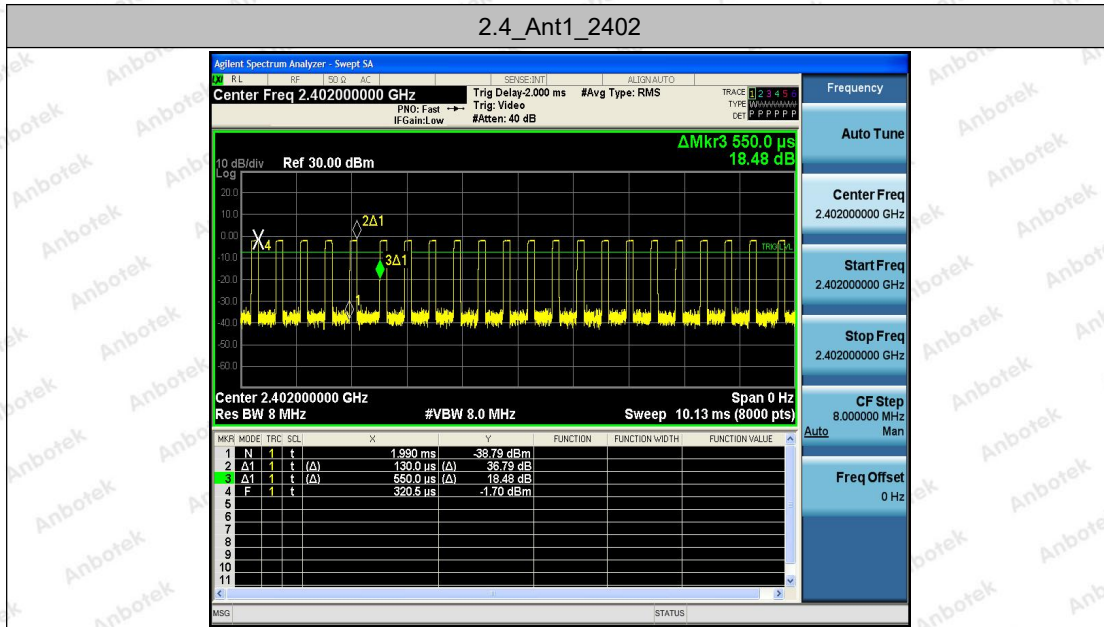 2.4_Ant1_2402
Agilent Spectrum Analyzer - Swept SA
RL RF 50 Ω AC SENSE:INT ALIGNAUTO
Center Freq 2.402000000 GHz
PNO: Fast
IFGain:Low
Trig Delay-2.000 ms
Trig: Video
#Atten: 40 dB
#Avg Type: RMS
TRACE 1 2 3 4 5 6
TYPE
DET P P P P P P
Frequency
ΔMkr3 550.0 µs
18.48 dB
10 dB/div Ref 30.00 dBm
Log
20.0
10.0
0.00
-10.0
-20.0
-30.0
-40.0
-50.0
-60.0
4
2Δ1
3Δ1
1
TRIG LVL
Center 2.402000000 GHz Span 0 Hz
Res BW 8 MHz #VBW 8.0 MHz Sweep 10.13 ms (8000 pts)
MKR MODE TRC SCL X Y FUNCTION FUNCTION WIDTH FUNCTION VALUE
1 N 1 t 1.990 ms -38.79 dBm
2 Δ1 1 t (Δ) 130.0 µs (Δ) 36.79 dB
3 Δ1 1 t (Δ) 550.0 µs (Δ) 18.48 dB
4 F 1 t 320.5 µs -1.70 dBm
5
6
7
8
9
10
11
MSG STATUS
Auto Tune
Center Freq
2.402000000 GHz
Start Freq
2.402000000 GHz
Stop Freq
2.402000000 GHz
CF Step
8.000000 MHz
Auto Man
Freq Offset
0 Hz
Anbotek